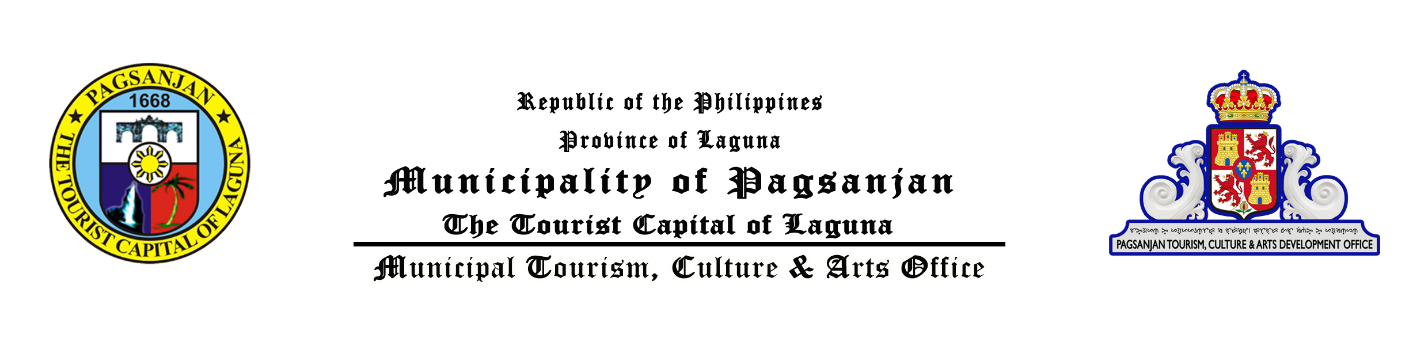 PAGSANJAN
1668
THE TOURIST CAPITAL OF LAGUNA
Republic of the Philippines
Province of Laguna
Municipality of Pagsanjan
The Tourist Capital of Laguna
Municipal Tourism, Culture & Arts Office
PAGSANJAN TOURISM, CULTURE & ARTS DEVELOPMENT OFFICE